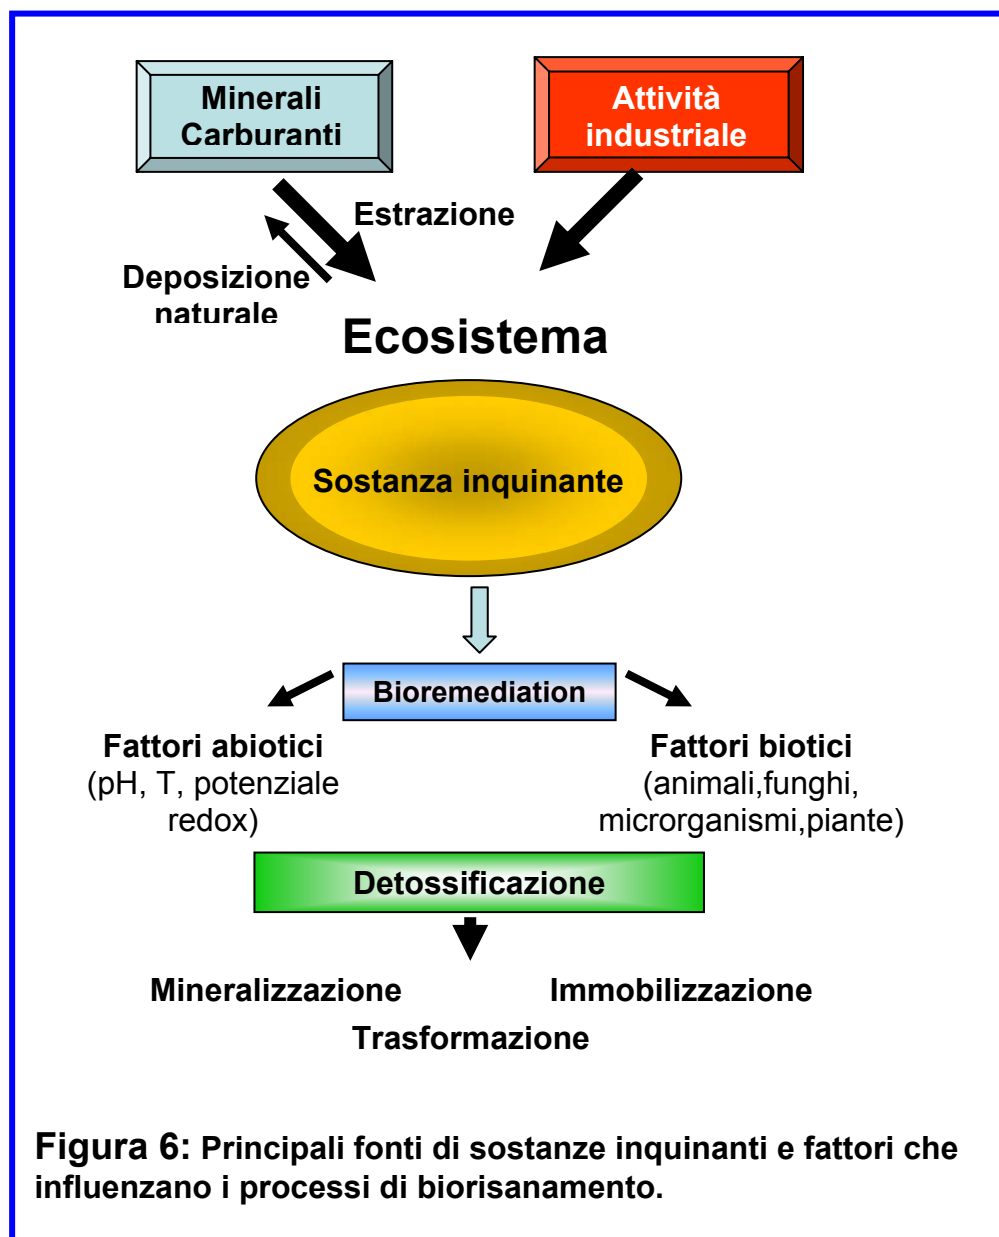 Minerali
Carburanti
Attività
industriale
Estrazione
Deposizione
naturale
Ecosistema
Sostanza inquinante
Bioremediation
Fattori abiotici
(pH, T, potenziale
redox)
Fattori biotici
(animali,funghi,
microrganismi,piante)
Detossificazione
Mineralizzazione
Immobilizzazione
Trasformazione
Figura 6: Principali fonti di sostanze inquinanti e fattori che
influenzano i processi di biorisanamento.